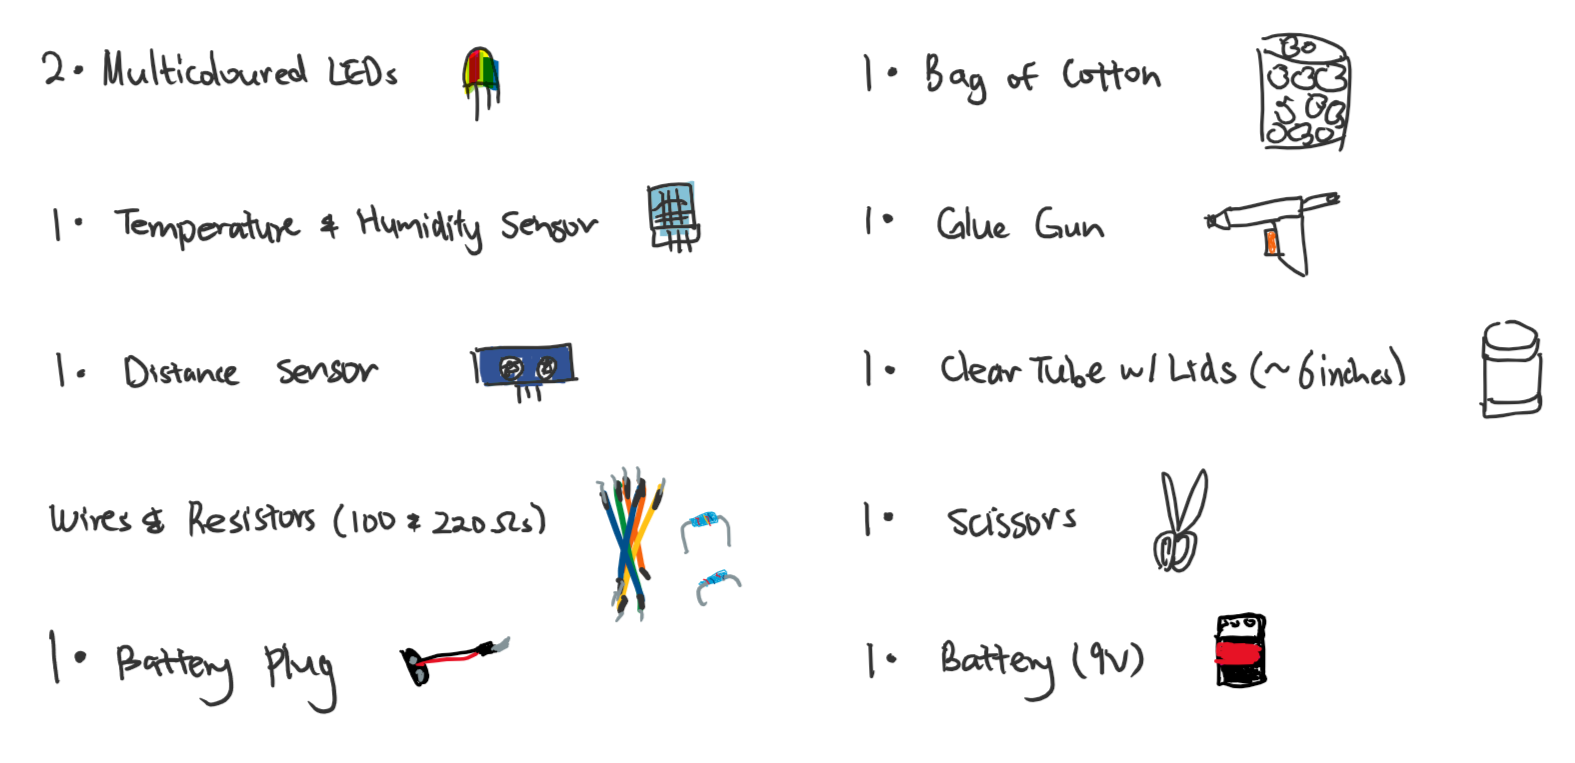 2. Multicoloured LEDs
1. Temperature & Humidity Sensor
1. Distance Sensor
Wires & Resistors (100 & 220 Ωs)
1. Battery Plug
1. Bag of Cotton
1. Glue Gun
1. Clear Tube w/ Lids (~6 inches)
1. Scissors
1. Battery (9V)